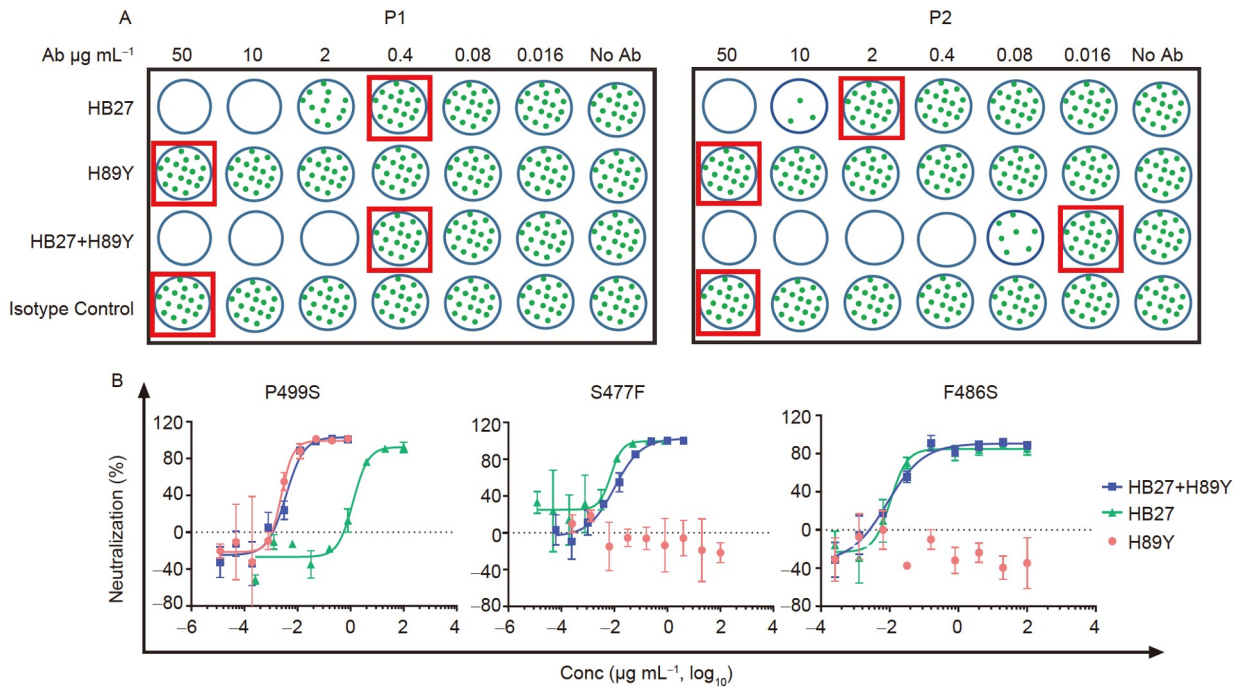 A
P1
P2
Ab µg mL⁻¹ 50 10 2 0.4 0.08 0.016 No Ab
50 10 2 0.4 0.08 0.016 No Ab
HB27
H89Y
HB27+H89Y
Isotype Control
B
P499S
S477F
F486S
Neutralization (%)
120
80
40
0
−40
−80
−6 −4 −2 0 2 4
120
80
40
0
−40
−80
−6 −4 −2 0 2 4
120
80
40
0
−40
−80
−4 −2 0 2 4
HB27+H89Y
HB27
H89Y
Conc (µg mL⁻¹, log₁₀)